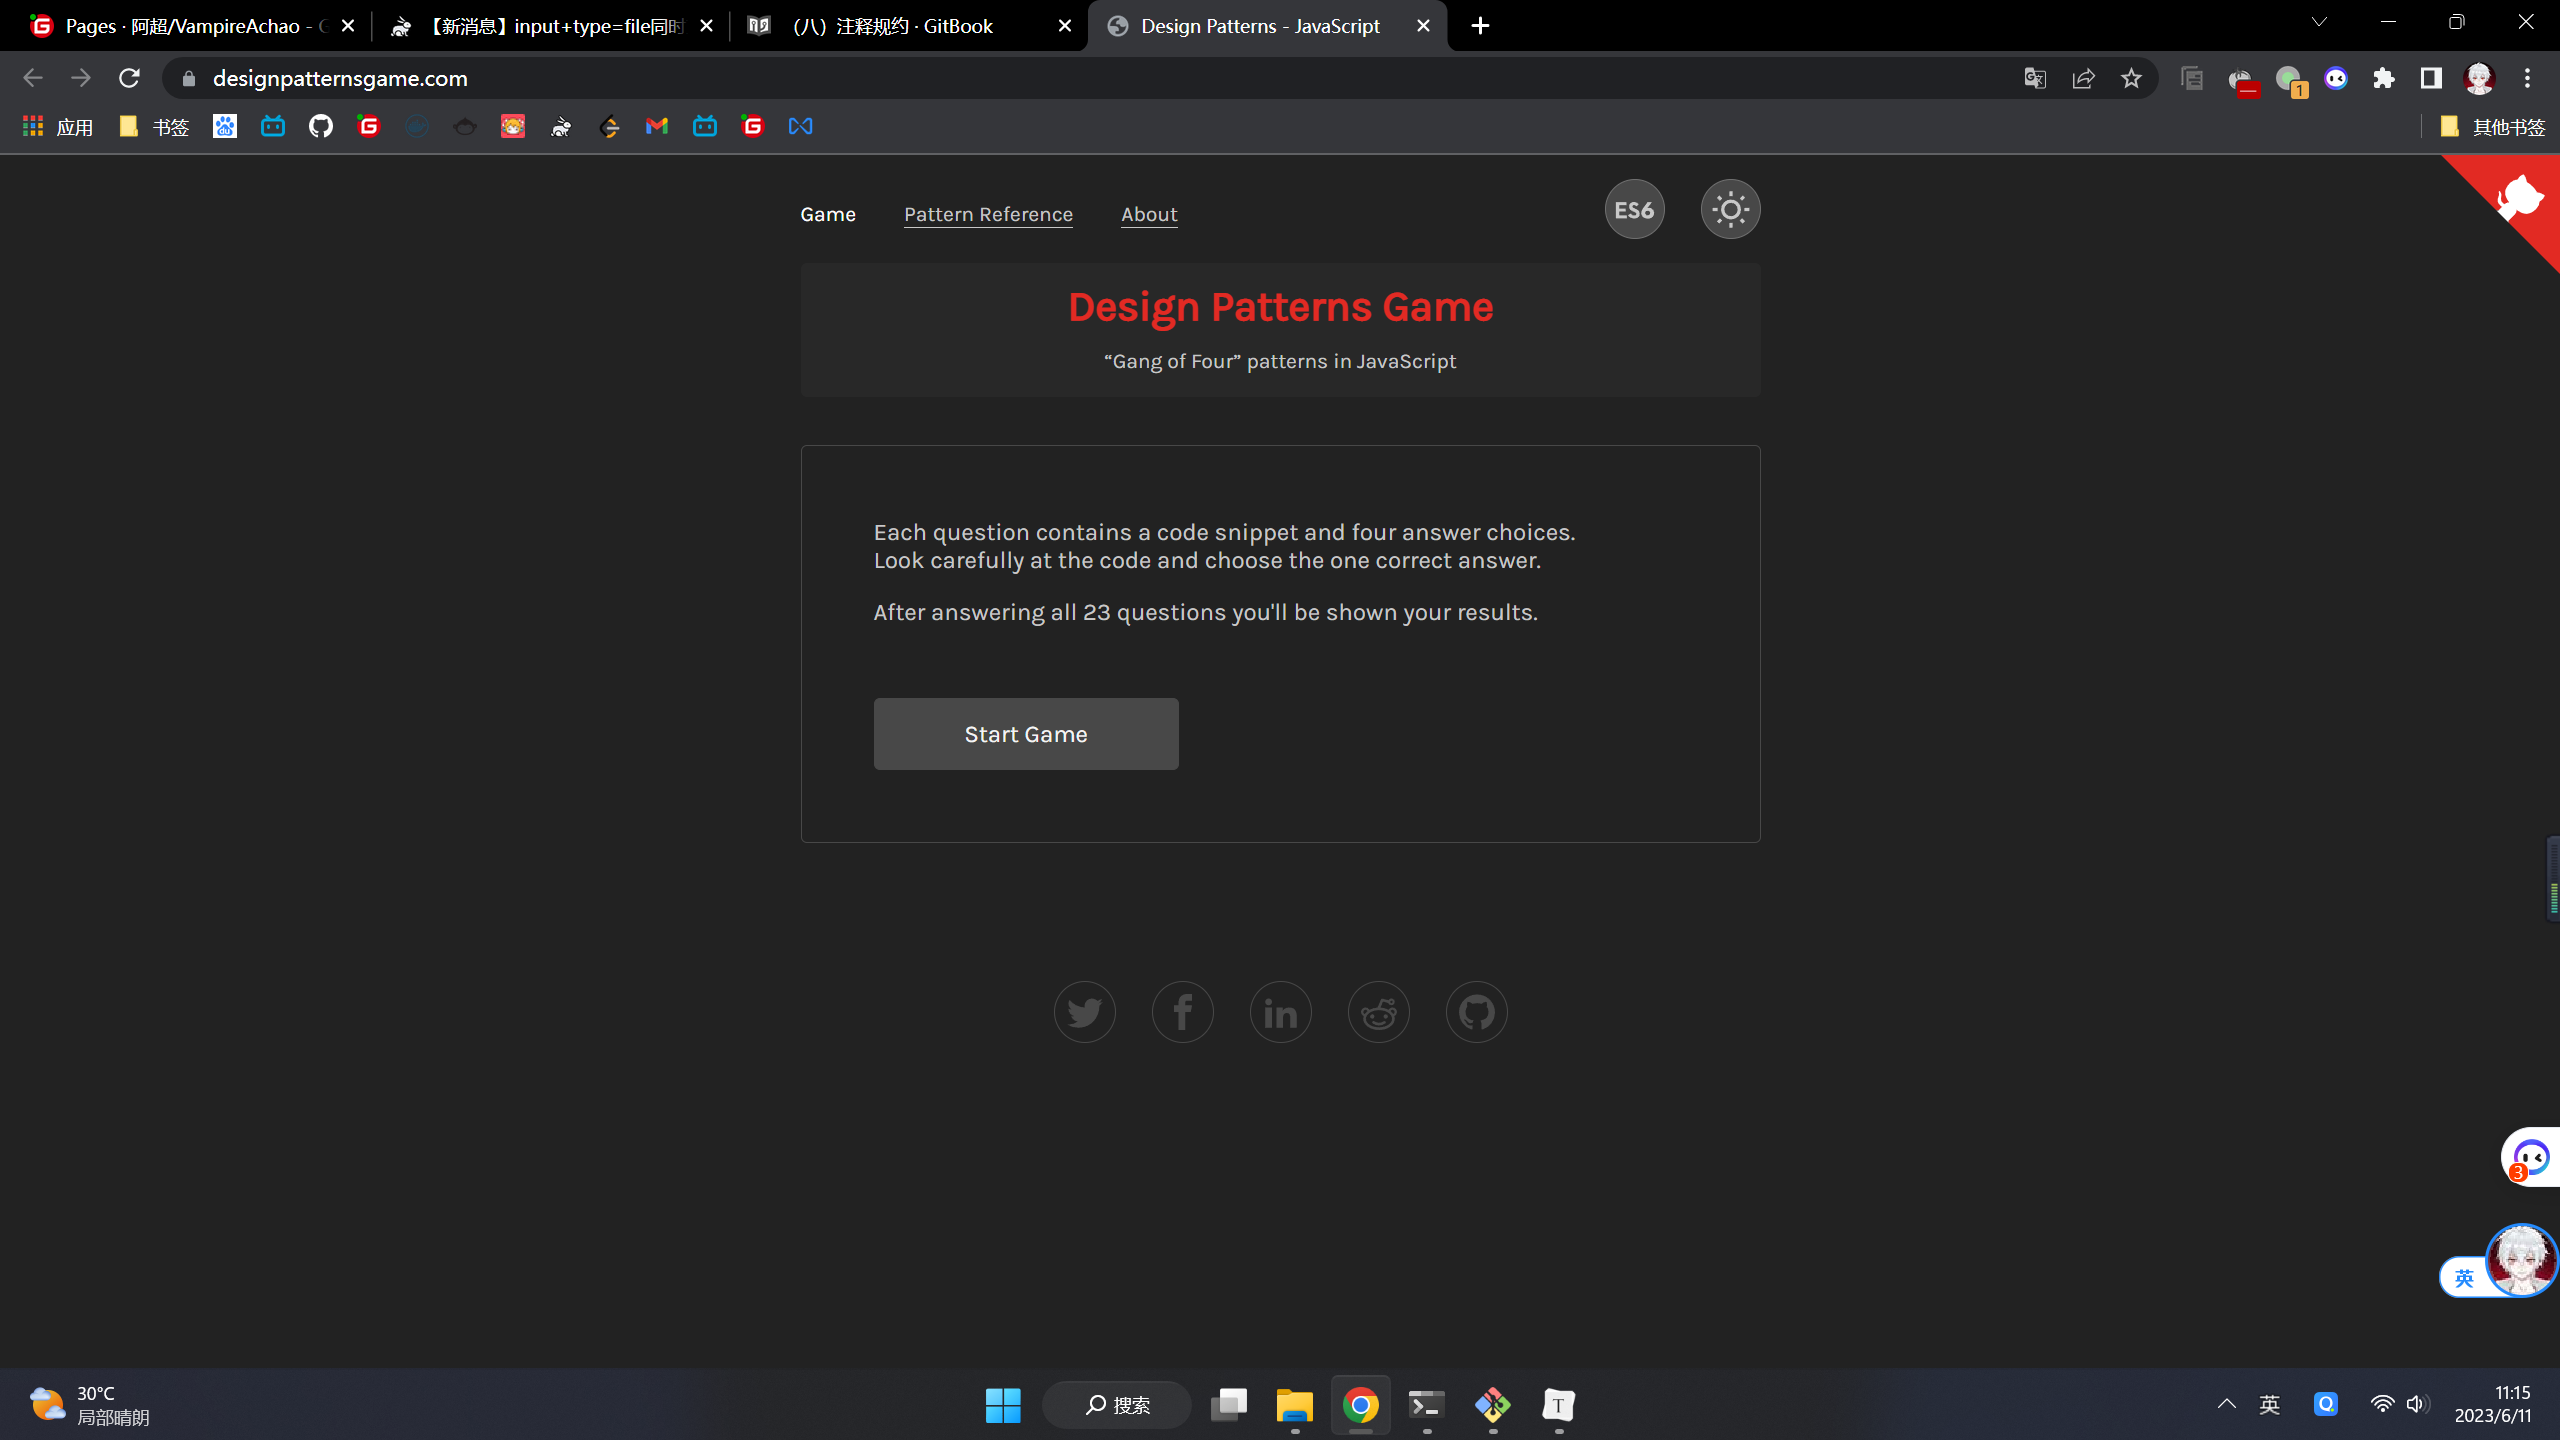 Pages · 阿超/VampireAchao -
【新消息】input+type=file同时
（八）注释规约 · GitBook
Design Patterns - JavaScript
designpatternsgame.com
1
应用
书签
其他书签
Game
Pattern Reference
About
ES6
Design Patterns Game
“Gang of Four” patterns in JavaScript
Each question contains a code snippet and four answer choices.
Look carefully at the code and choose the one correct answer.
After answering all 23 questions you'll be shown your results.
Start Game
3
英
30°C
局部晴朗
搜索
英
11:15
2023/6/11